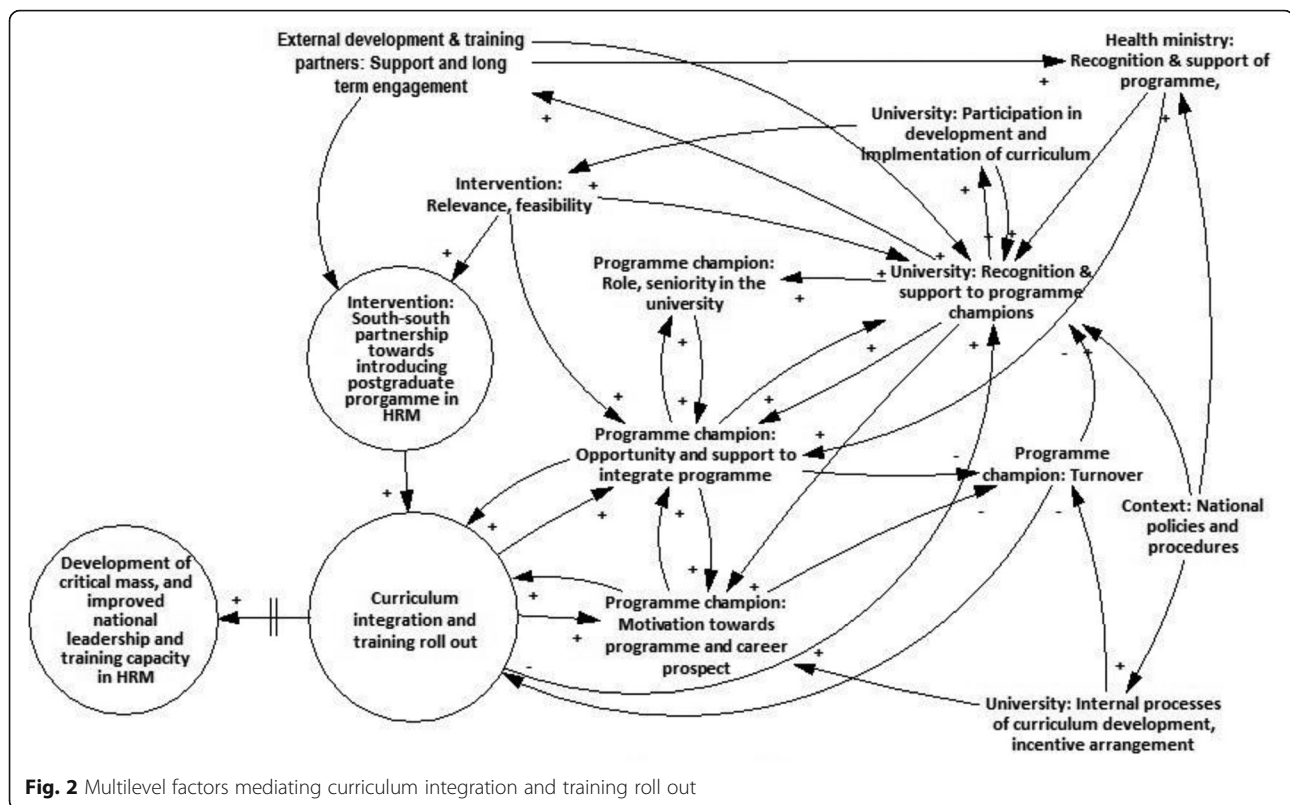 External development & training
partners: Support and long
term engagement
Health ministry:
Recognition & support of
programme,
University: Participation in
development and
Implmentation of curriculum
Intervention:
Relevance, feasibility
Programme champion:
Role, seniority in the
university
University: Recognition &
support to programme
champions
Intervention:
South-south
partnership
towards
introducing
postgraduate
prorgamme in
HRM
Programme champion:
Opportunity and support to
integrate programme
Programme
champion: Turnover
Context: National
policies and
procedures
Development of
critical mass, and
improved
national
leadership and
training capacity
in HRM
Curriculum
integration and
training roll out
Programme champion:
Motivation towards
programme and career
prospect
University: Internal processes
of curriculum development,
incentive arrangement
Fig. 2 Multilevel factors mediating curriculum integration and training roll out